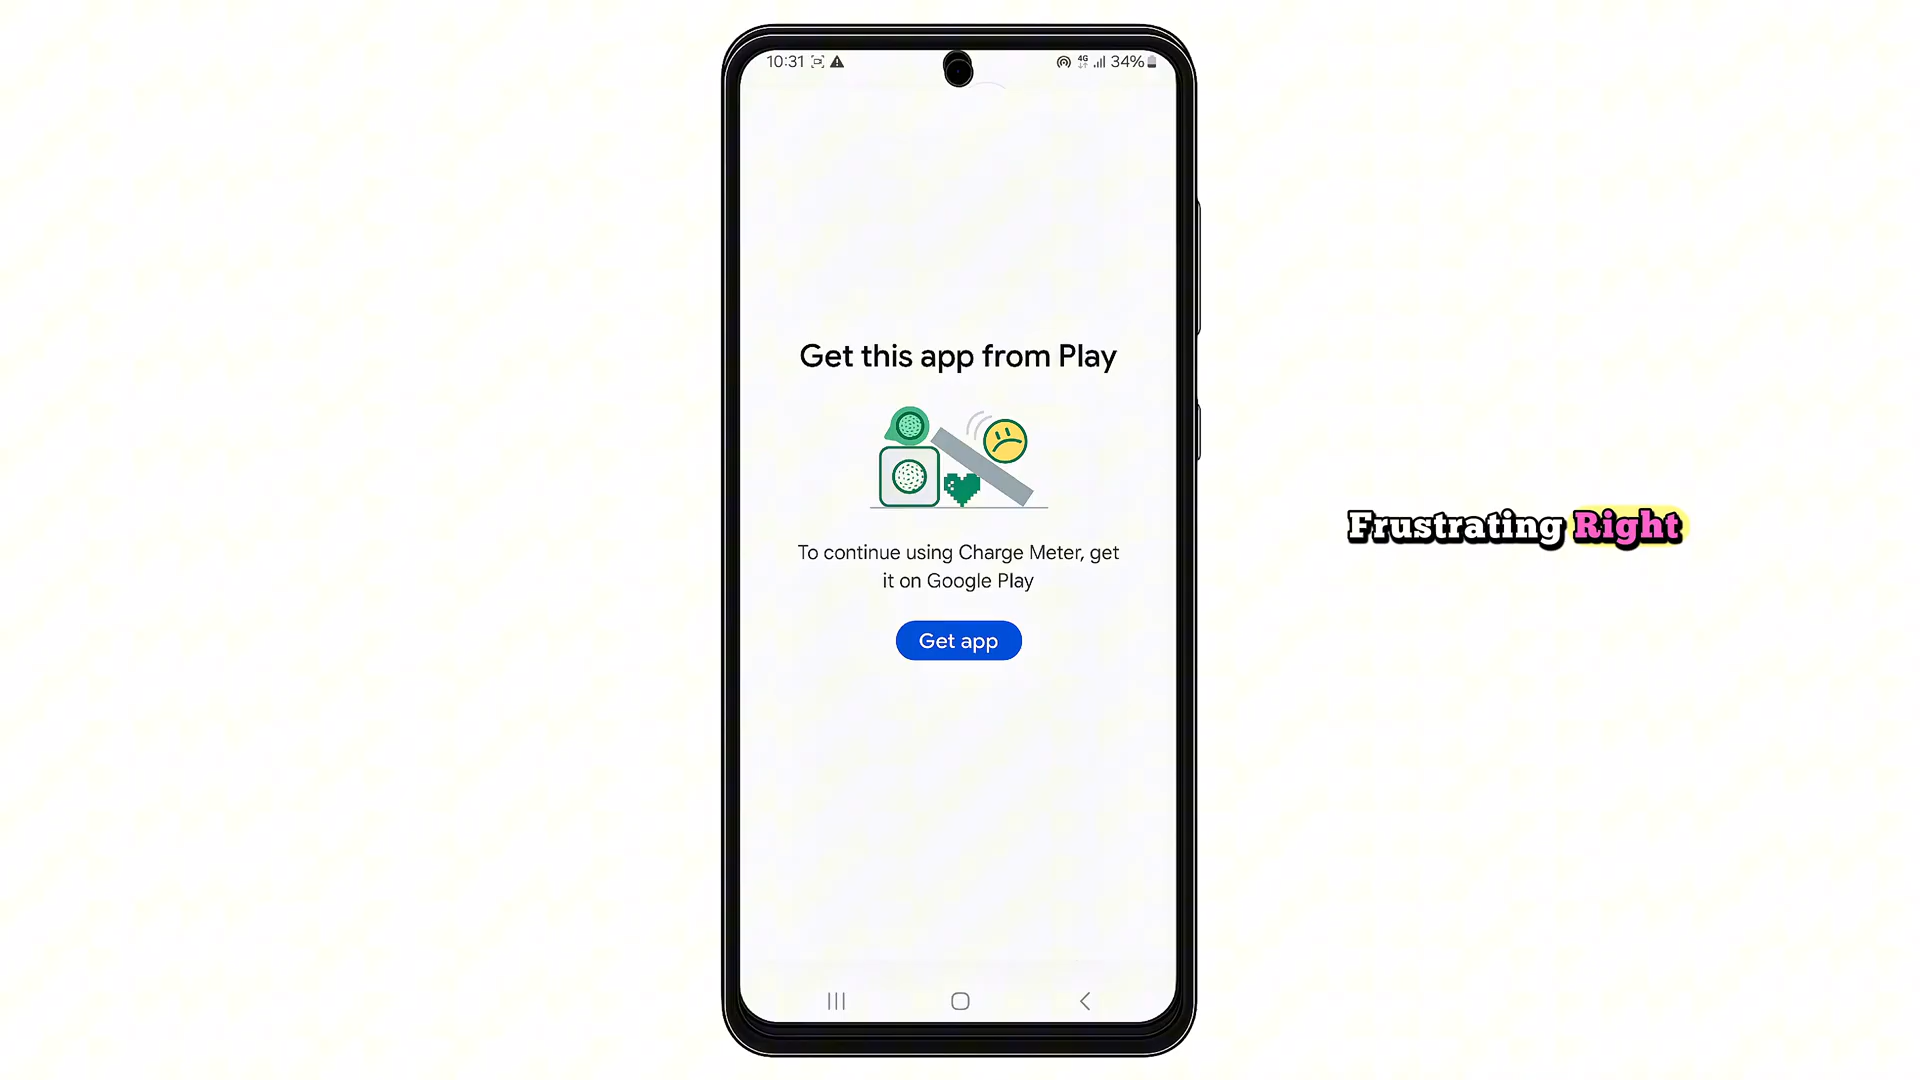 10:31
4G 34%
Get this app from Play
To continue using Charge Meter, get
it on Google Play
Get app
Frustrating Right